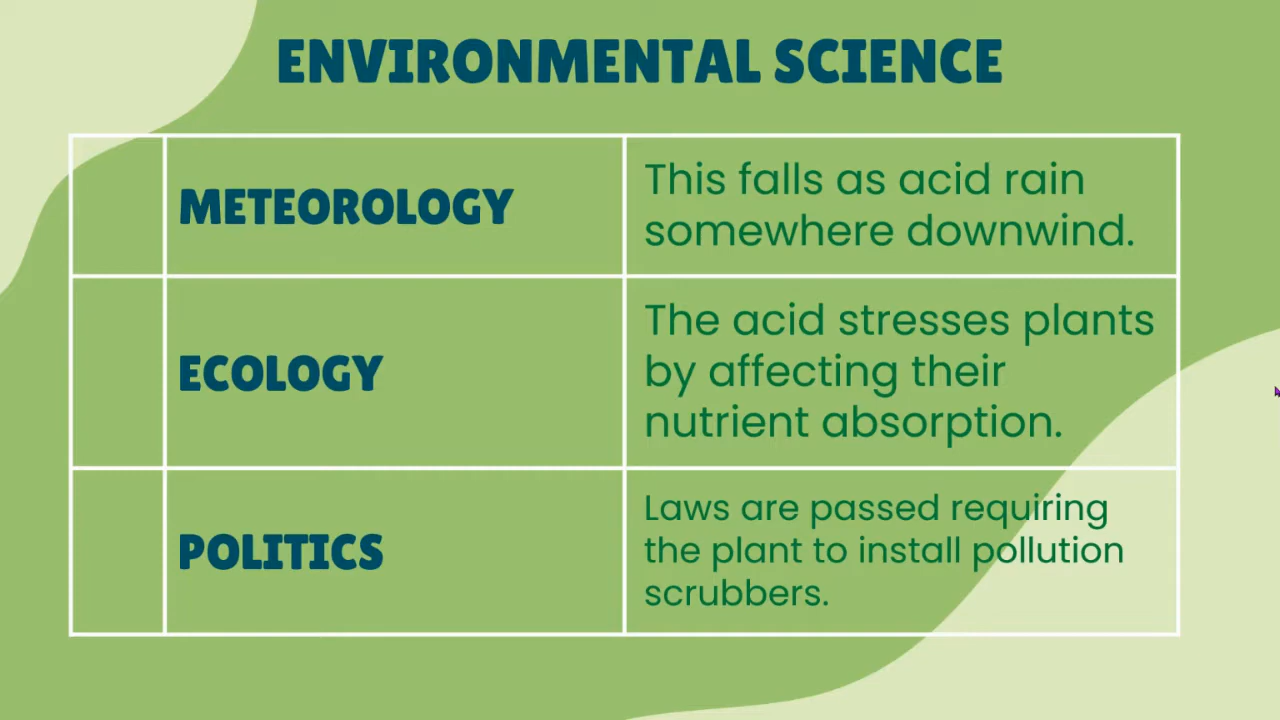 ENVIRONMENTAL SCIENCE
METEOROLOGY
This falls as acid rain
somewhere downwind.
ECOLOGY
The acid stresses plants
by affecting their
nutrient absorption.
POLITICS
Laws are passed requiring
the plant to install pollution
scrubbers.